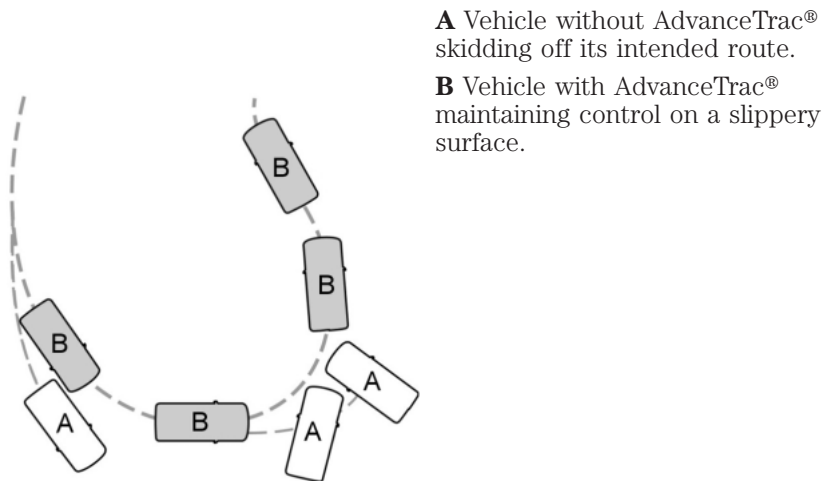 A Vehicle without AdvanceTrac®
skidding off its intended route.
B Vehicle with AdvanceTrac®
maintaining control on a slippery
surface.
B
B
B
A
B
A
A